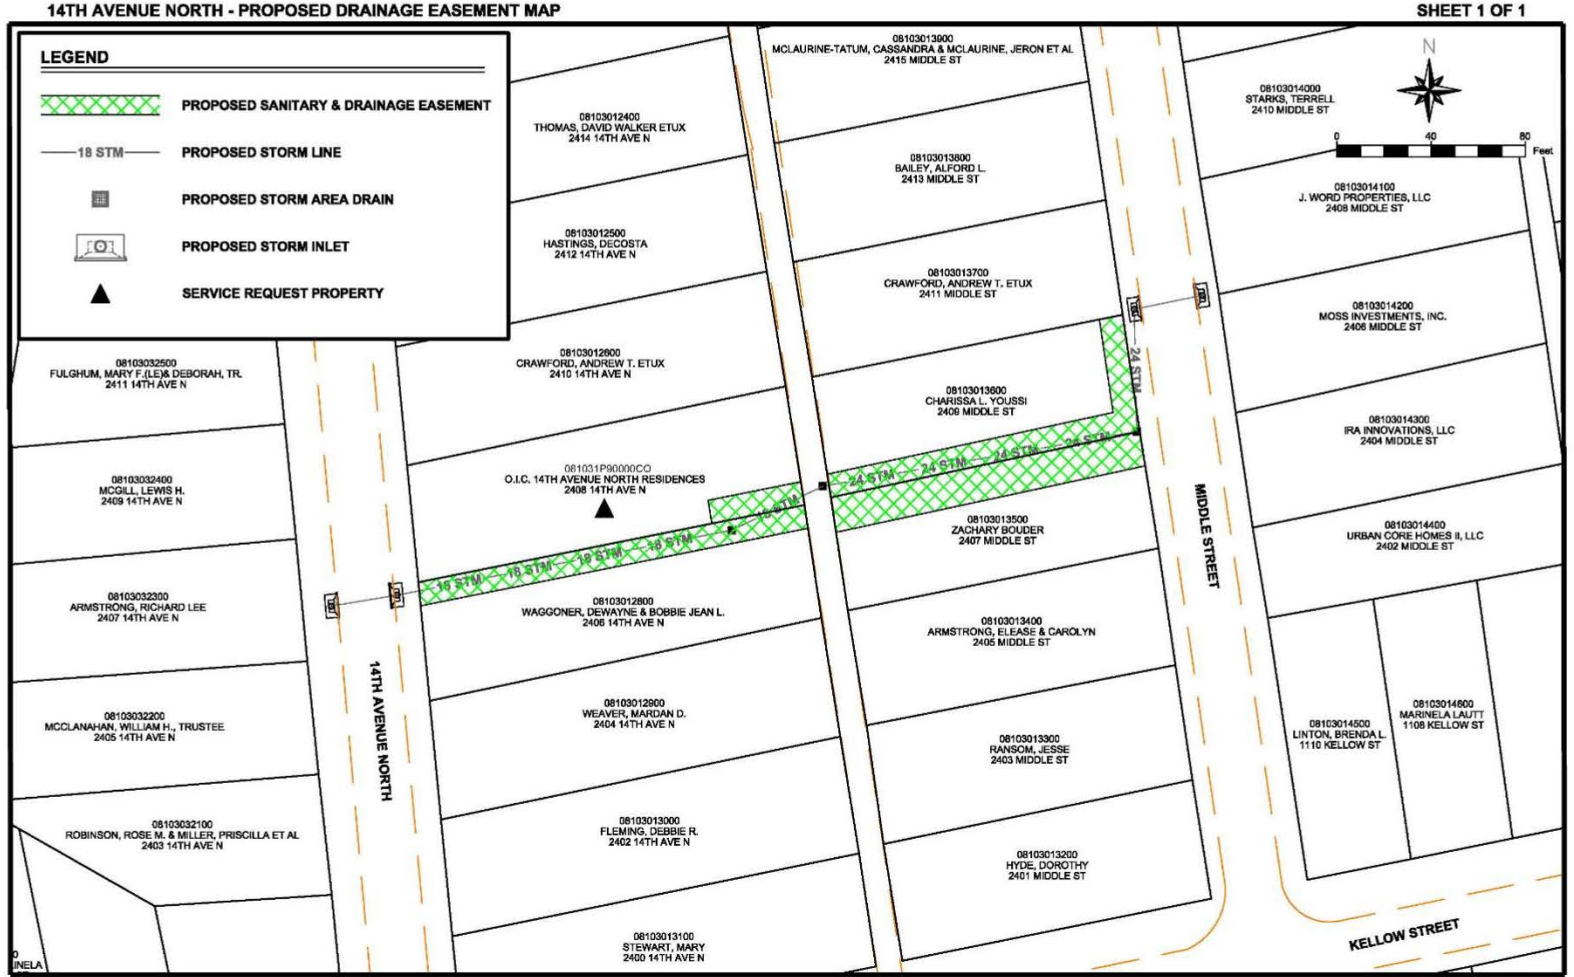 14TH AVENUE NORTH - PROPOSED DRAINAGE EASEMENT MAP
SHEET 1 OF 1
LEGEND
PROPOSED SANITARY & DRAINAGE EASEMENT
18 STM
PROPOSED STORM LINE
PROPOSED STORM AREA DRAIN
PROPOSED STORM INLET
SERVICE REQUEST PROPERTY
N
0 40 80
Feet
08103013900
MCLAURINE-TATUM, CASSANDRA & MCLAURINE, JERON ET AL
2415 MIDDLE ST
08103014000
STARKS, TERRELL
2410 MIDDLE ST
08103012400
THOMAS, DAVID WALKER ETUX
2414 14TH AVE N
08103013800
BAILEY, ALFORD L.
2413 MIDDLE ST
08103014100
J. WORD PROPERTIES, LLC
2408 MIDDLE ST
08103012500
HASTINGS, DECOSTA
2412 14TH AVE N
08103013700
CRAWFORD, ANDREW T. ETUX
2411 MIDDLE ST
08103014200
MOSS INVESTMENTS, INC.
2406 MIDDLE ST
08103032500
FULGHUM, MARY F.(LE)& DEBORAH, TR.
2411 14TH AVE N
08103012600
CRAWFORD, ANDREW T. ETUX
2410 14TH AVE N
08103013600
CHARISSA L. YOUSSI
2409 MIDDLE ST
24 STM
08103014300
IRA INNOVATIONS, LLC
2404 MIDDLE ST
08103032400
MCGILL, LEWIS H.
2409 14TH AVE N
081031P90000CO
O.I.C. 14TH AVENUE NORTH RESIDENCES
2408 14TH AVE N
24 STM 24 STM 24 STM 24 STM
18 STM
08103013500
ZACHARY BOUDER
2407 MIDDLE ST
MIDDLE STREET
08103014400
URBAN CORE HOMES II, LLC
2402 MIDDLE ST
18 STM 18 STM 18 STM 18 STM
08103032300
ARMSTRONG, RICHARD LEE
2407 14TH AVE N
08103012800
WAGGONER, DEWAYNE & BOBBIE JEAN L.
2406 14TH AVE N
08103013400
ARMSTRONG, ELEASE & CAROLYN
2405 MIDDLE ST
08103032200
MCCLANAHAN, WILLIAM H., TRUSTEE
2405 14TH AVE N
14TH AVENUE NORTH
08103012900
WEAVER, MARDAN D.
2404 14TH AVE N
08103013300
RANSOM, JESSE
2403 MIDDLE ST
08103014500
LINTON, BRENDA L.
1110 KELLOW ST
08103014600
MARINELA LAUTT
1108 KELLOW ST
08103032100
ROBINSON, ROSE M. & MILLER, PRISCILLA ET AL
2403 14TH AVE N
08103013000
FLEMING, DEBBIE R.
2402 14TH AVE N
08103013200
HYDE, DOROTHY
2401 MIDDLE ST
08103013100
STEWART, MARY
2400 14TH AVE N
KELLOW STREET
0
INELA